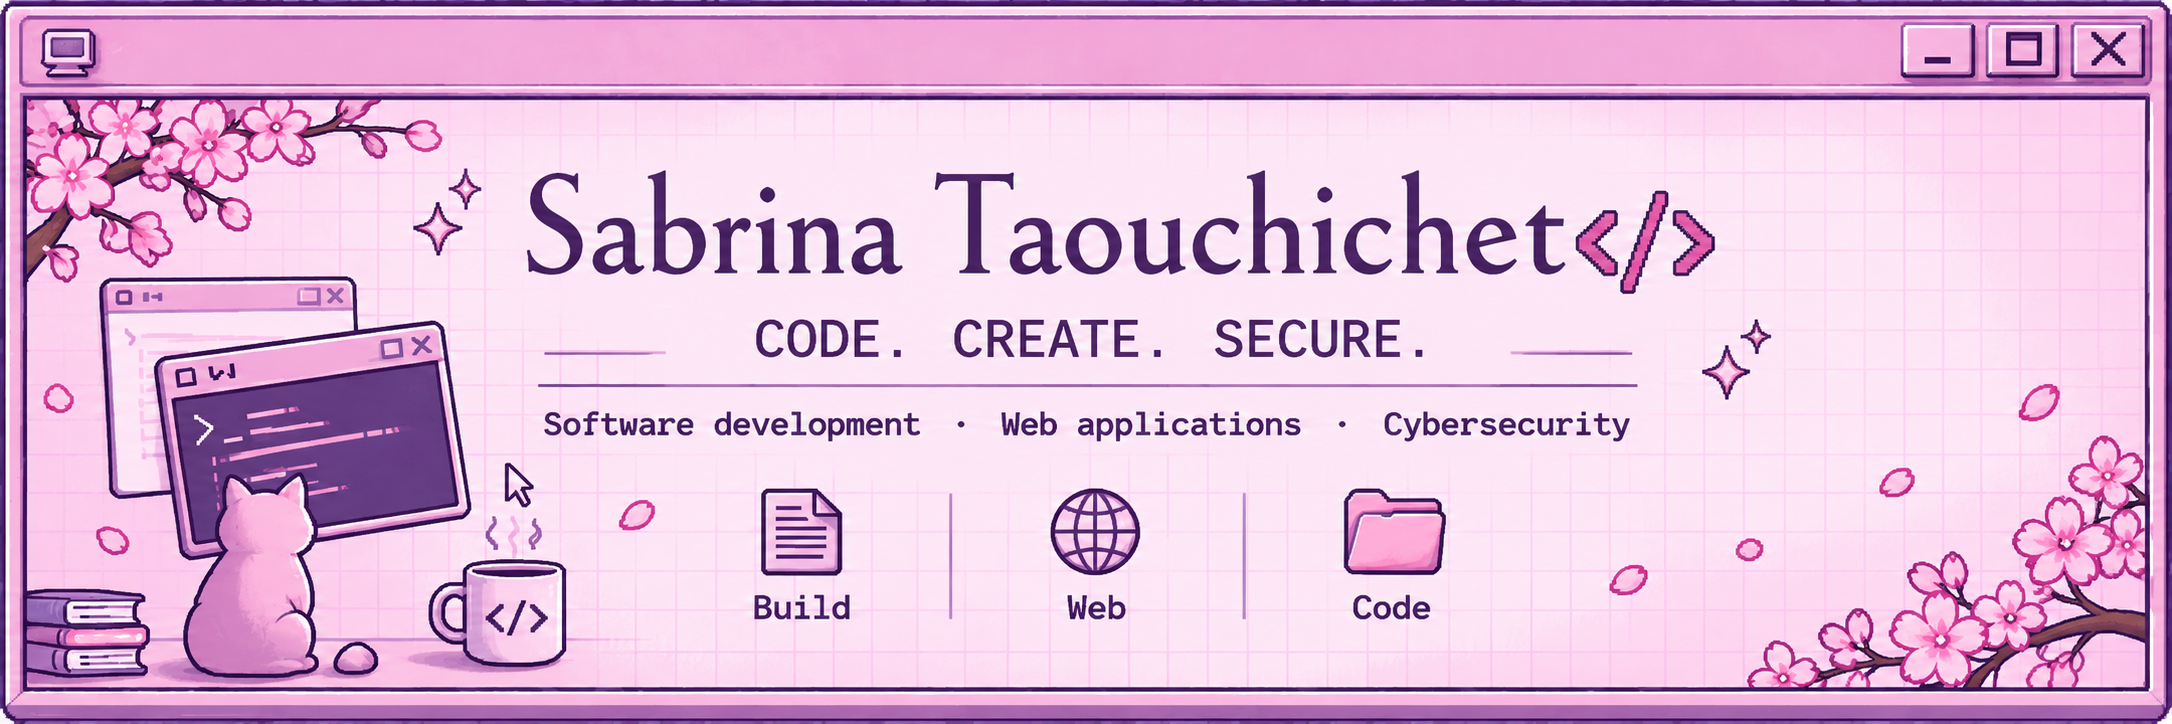 Sabrina Taouchichet</>
CODE. CREATE. SECURE.
Software development · Web applications · Cybersecurity
</>
Build
Web
Code